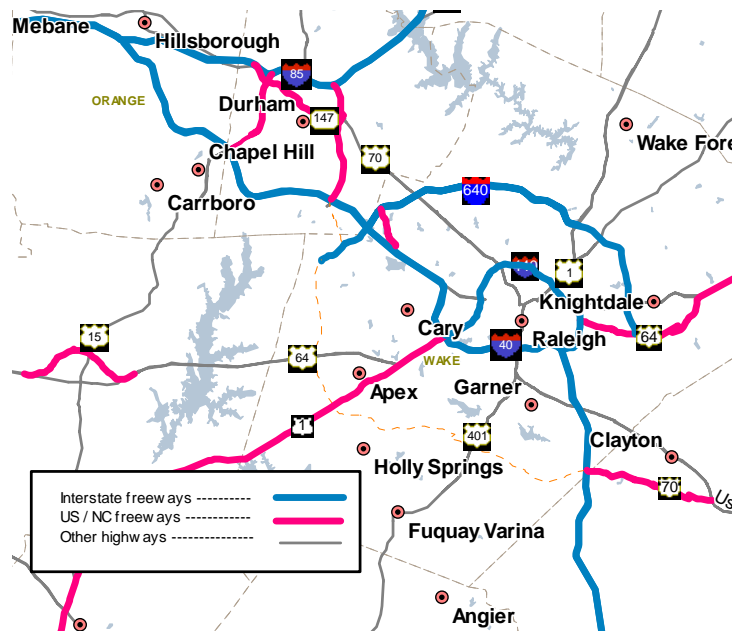 Mebane
Hillsborough
85
ORANGE
Durham
147
Wake Fore
Chapel Hill
70
Carrboro
640
1
Knightdale
Cary
Raleigh
15
64
WAKE
40
64
Apex
Garner
1
401
Clayton
Holly Springs
70
US
Interstate freeways ----------
US / NC freeways ----------
Other highways ---------------
Fuquay Varina
Angier